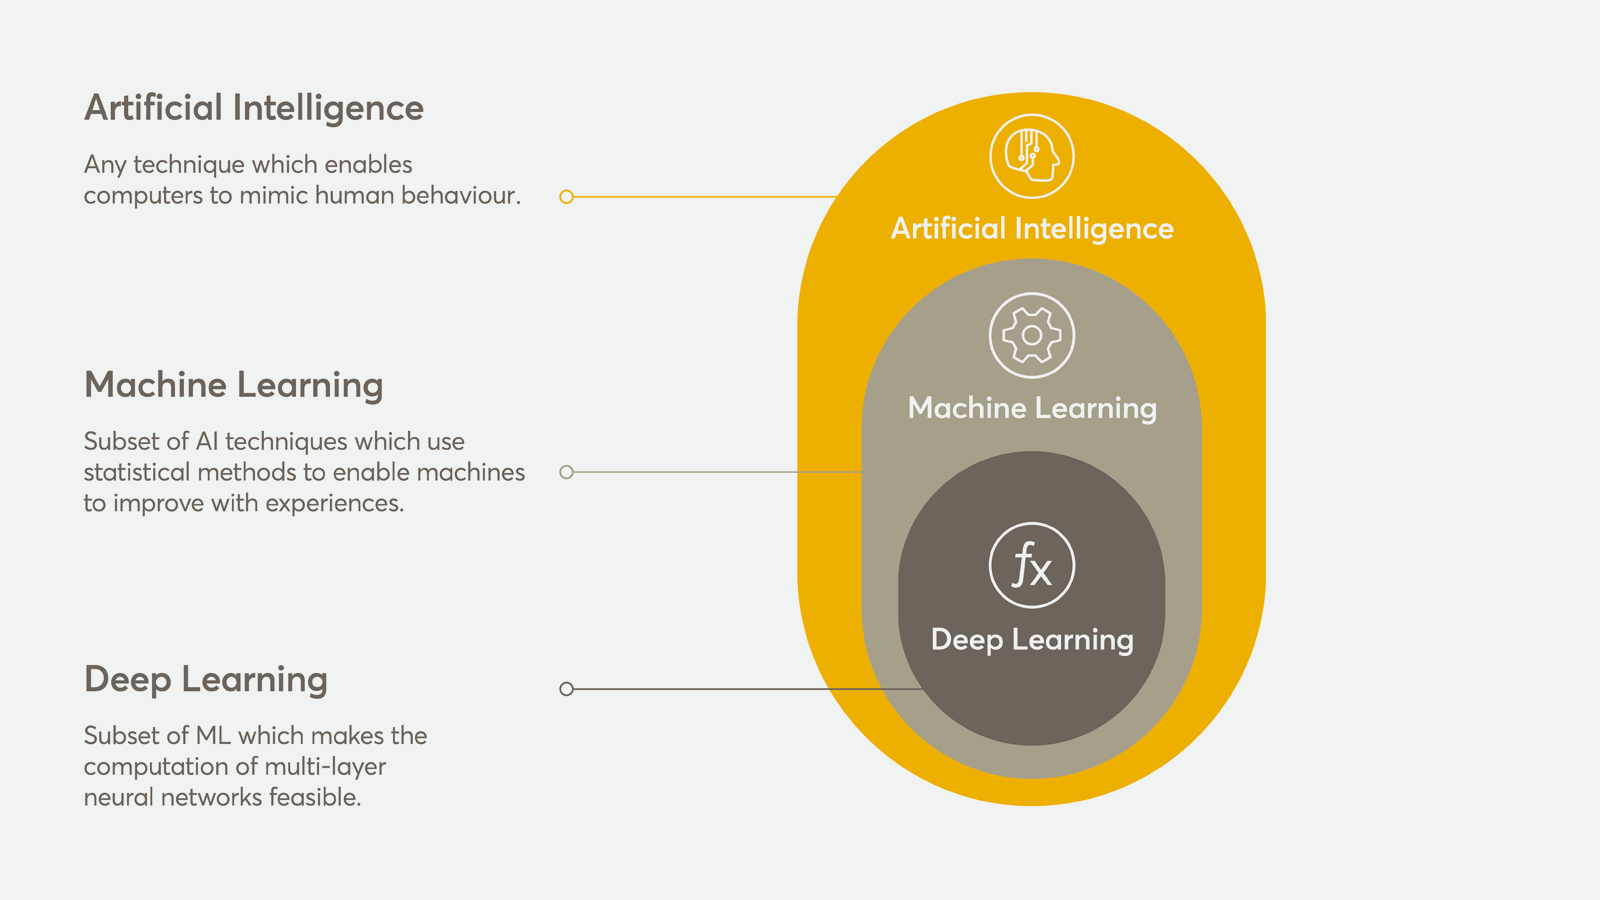 Artificial Intelligence
Any technique which enables
computers to mimic human behaviour.
Machine Learning
Subset of AI techniques which use
statistical methods to enable machines
to improve with experiences.
Deep Learning
Subset of ML which makes the
computation of multi-layer
neural networks feasible.
Artificial Intelligence
Machine Learning
fx
Deep Learning